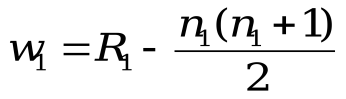 w₁ = R₁ - n₁(n₁ + 1)/2